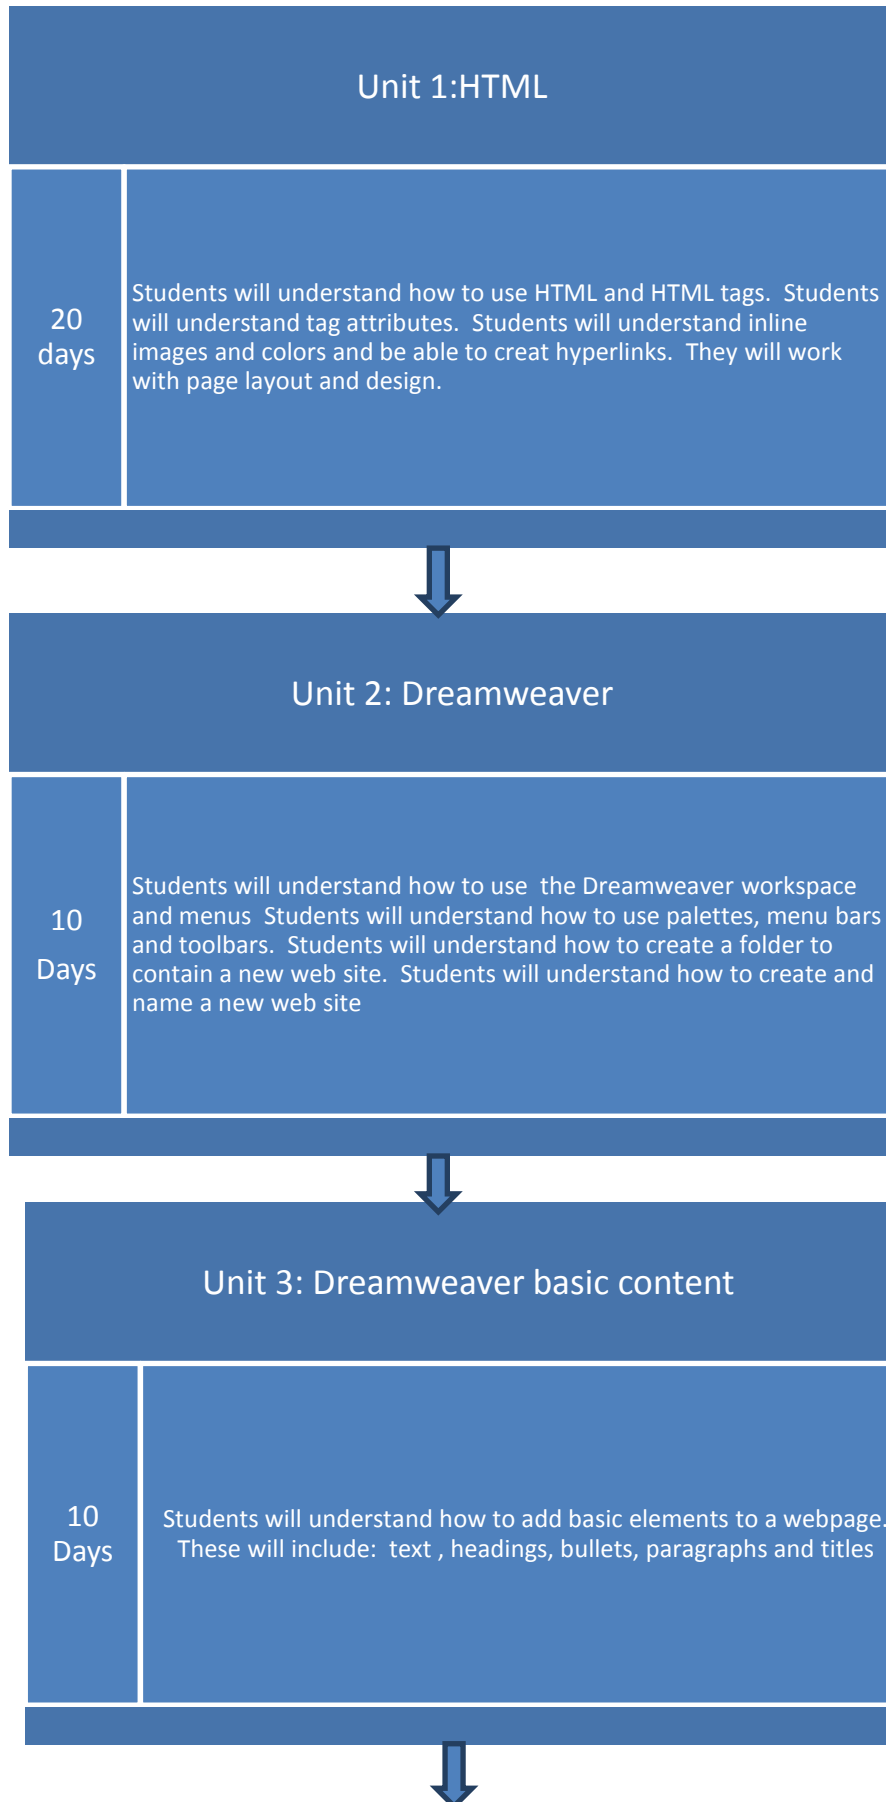 Unit 1:HTML
20
days
Students will understand how to use HTML and HTML tags.  Students
will understand tag attributes.  Students will understand inline
images and colors and be able to creat hyperlinks.  They will work
with page layout and design.
Unit 2: Dreamweaver
10
Days
Students will understand how to use  the Dreamweaver workspace
and menus  Students will understand how to use palettes, menu bars
and toolbars.  Students will understand how to create a folder to
contain a new web site.  Students will understand how to create and
name a new web site
Unit 3: Dreamweaver basic content
10
Days
Students will understand how to add basic elements to a webpage.
These will include:  text , headings, bullets, paragraphs and titles